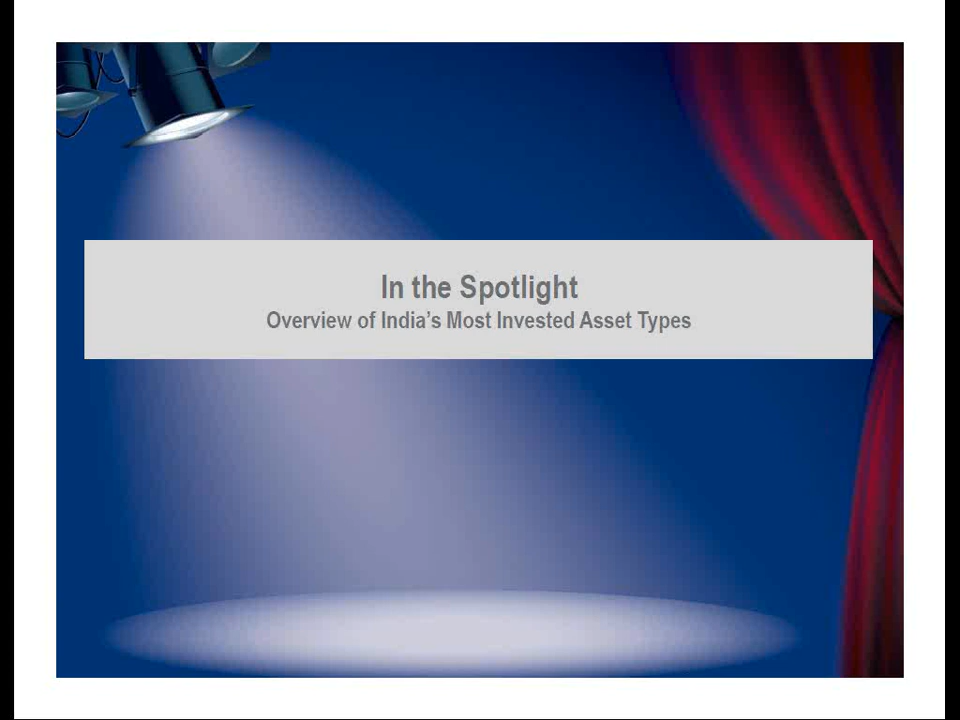 In the Spotlight
Overview of India's Most Invested Asset Types